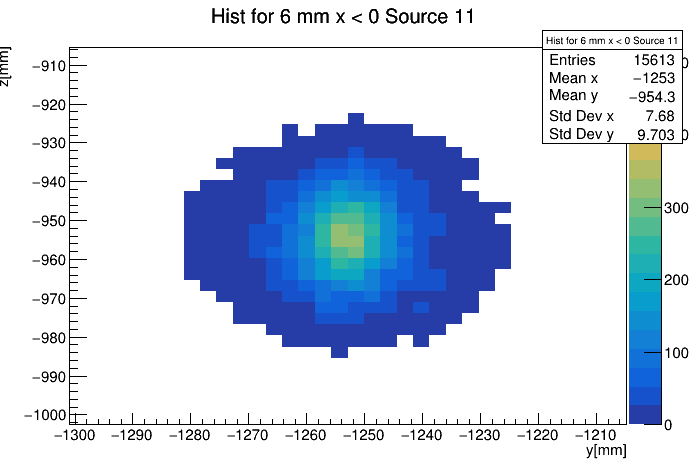 Hist for 6 mm x < 0 Source 11
z[mm]
Hist for 6 mm x < 0 Source 11
Entries 15613
Mean x −1253
Mean y −954.3
Std Dev x 7.68
Std Dev y 9.703
−910
−920
−930
−940
−950
−960
−970
−980
−990
−1000
−1300 −1290 −1280 −1270 −1260 −1250 −1240 −1230 −1220 −1210
y[mm]
300
200
100
0